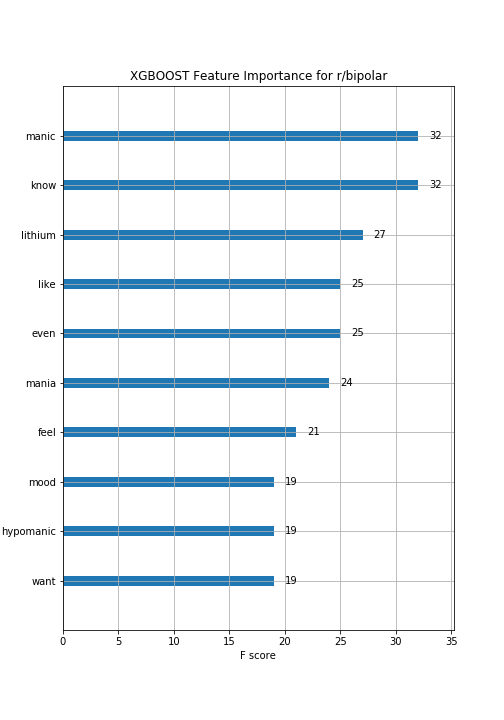 XGBOOST Feature Importance for r/bipolar
manic 32
know 32
lithium 27
like 25
even 25
mania 24
feel 21
mood 19
hypomanic 19
want 19
0 5 10 15 20 25 30 35
F score